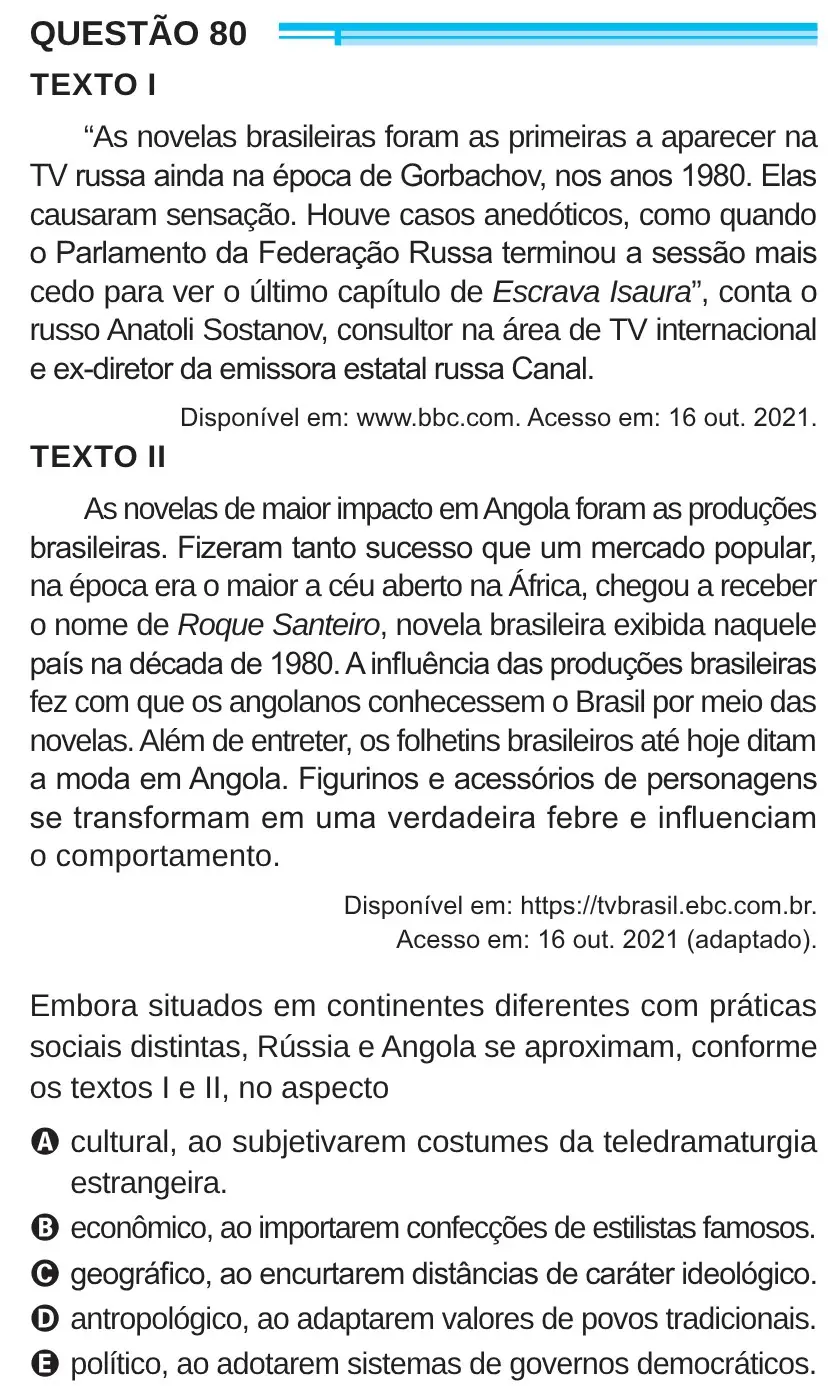 QUESTÃO 80
TEXTO I
“As novelas brasileiras foram as primeiras a aparecer na
TV russa ainda na época de Gorbachov, nos anos 1980. Elas
causaram sensação. Houve casos anedóticos, como quando
o Parlamento da Federação Russa terminou a sessão mais
cedo para ver o último capítulo de Escrava Isaura”, conta o
russo Anatoli Sostanov, consultor na área de TV internacional
e ex-diretor da emissora estatal russa Canal.
Disponível em: www.bbc.com. Acesso em: 16 out. 2021.
TEXTO II
As novelas de maior impacto em Angola foram as produções
brasileiras. Fizeram tanto sucesso que um mercado popular,
na época era o maior a céu aberto na África, chegou a receber
o nome de Roque Santeiro, novela brasileira exibida naquele
país na década de 1980. A influência das produções brasileiras
fez com que os angolanos conhecessem o Brasil por meio das
novelas. Além de entreter, os folhetins brasileiros até hoje ditam
a moda em Angola. Figurinos e acessórios de personagens
se transformam em uma verdadeira febre e influenciam
o comportamento.
Disponível em: https://tvbrasil.ebc.com.br.
Acesso em: 16 out. 2021 (adaptado).
Embora situados em continentes diferentes com práticas
sociais distintas, Rússia e Angola se aproximam, conforme
os textos I e II, no aspecto
A cultural, ao subjetivarem costumes da teledramaturgia
estrangeira.
B econômico, ao importarem confecções de estilistas famosos.
C geográfico, ao encurtarem distâncias de caráter ideológico.
D antropológico, ao adaptarem valores de povos tradicionais.
E político, ao adotarem sistemas de governos democráticos.